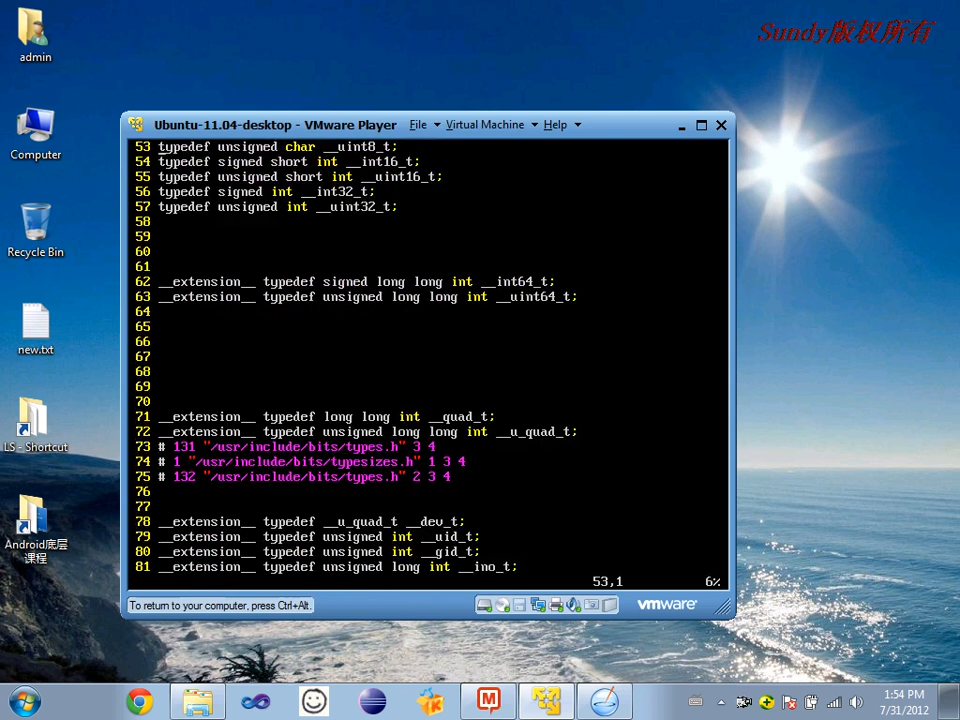 admin
Sundy版权所有
Computer
Recycle Bin
new.txt
LS - Shortcut
Android底层
课程
Ubuntu-11.04-desktop - VMware Player File Virtual Machine Help
53 typedef unsigned char __uint8_t;
54 typedef signed short int __int16_t;
55 typedef unsigned short int __uint16_t;
56 typedef signed int __int32_t;
57 typedef unsigned int __uint32_t;
58
59
60
61
62 __extension__ typedef signed long long int __int64_t;
63 __extension__ typedef unsigned long long int __uint64_t;
64
65
66
67
68
69
70
71 __extension__ typedef long long int __quad_t;
72 __extension__ typedef unsigned long long int __u_quad_t;
73 # 131 "/usr/include/bits/types.h" 3 4
74 # 1 "/usr/include/bits/typesizes.h" 1 3 4
75 # 132 "/usr/include/bits/types.h" 2 3 4
76
77
78 __extension__ typedef __u_quad_t __dev_t;
79 __extension__ typedef unsigned int __uid_t;
80 __extension__ typedef unsigned int __gid_t;
81 __extension__ typedef unsigned long int __ino_t;
53,1 6%
To return to your computer, press Ctrl+Alt.
vmware
1:54 PM
7/31/2012